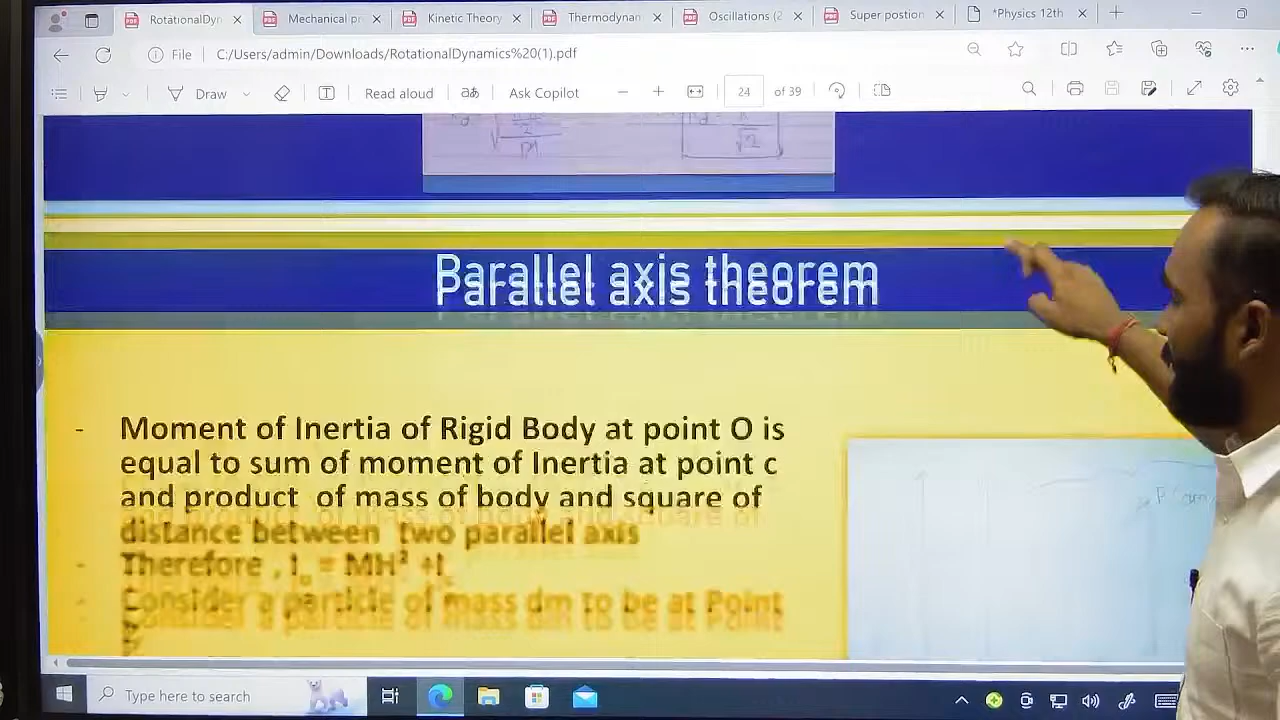 RotationalDyn
Mechanical pr
Kinetic Theory
Thermodynan
Oscillations (2
Super postion
*Physics 12th
File
C:/Users/admin/Downloads/RotationalDynamics%20(1).pdf
Draw
Read aloud
aあ
Ask Copilot
24
of 39
Parallel axis theorem
- Moment of Inertia of Rigid Body at point O is
equal to sum of moment of Inertia at point c
and product of mass of body and square of
distance between two parallel axis
- Therefore , I = MH² +I
- Consider a particle of mass dm to be at Point
Type here to search